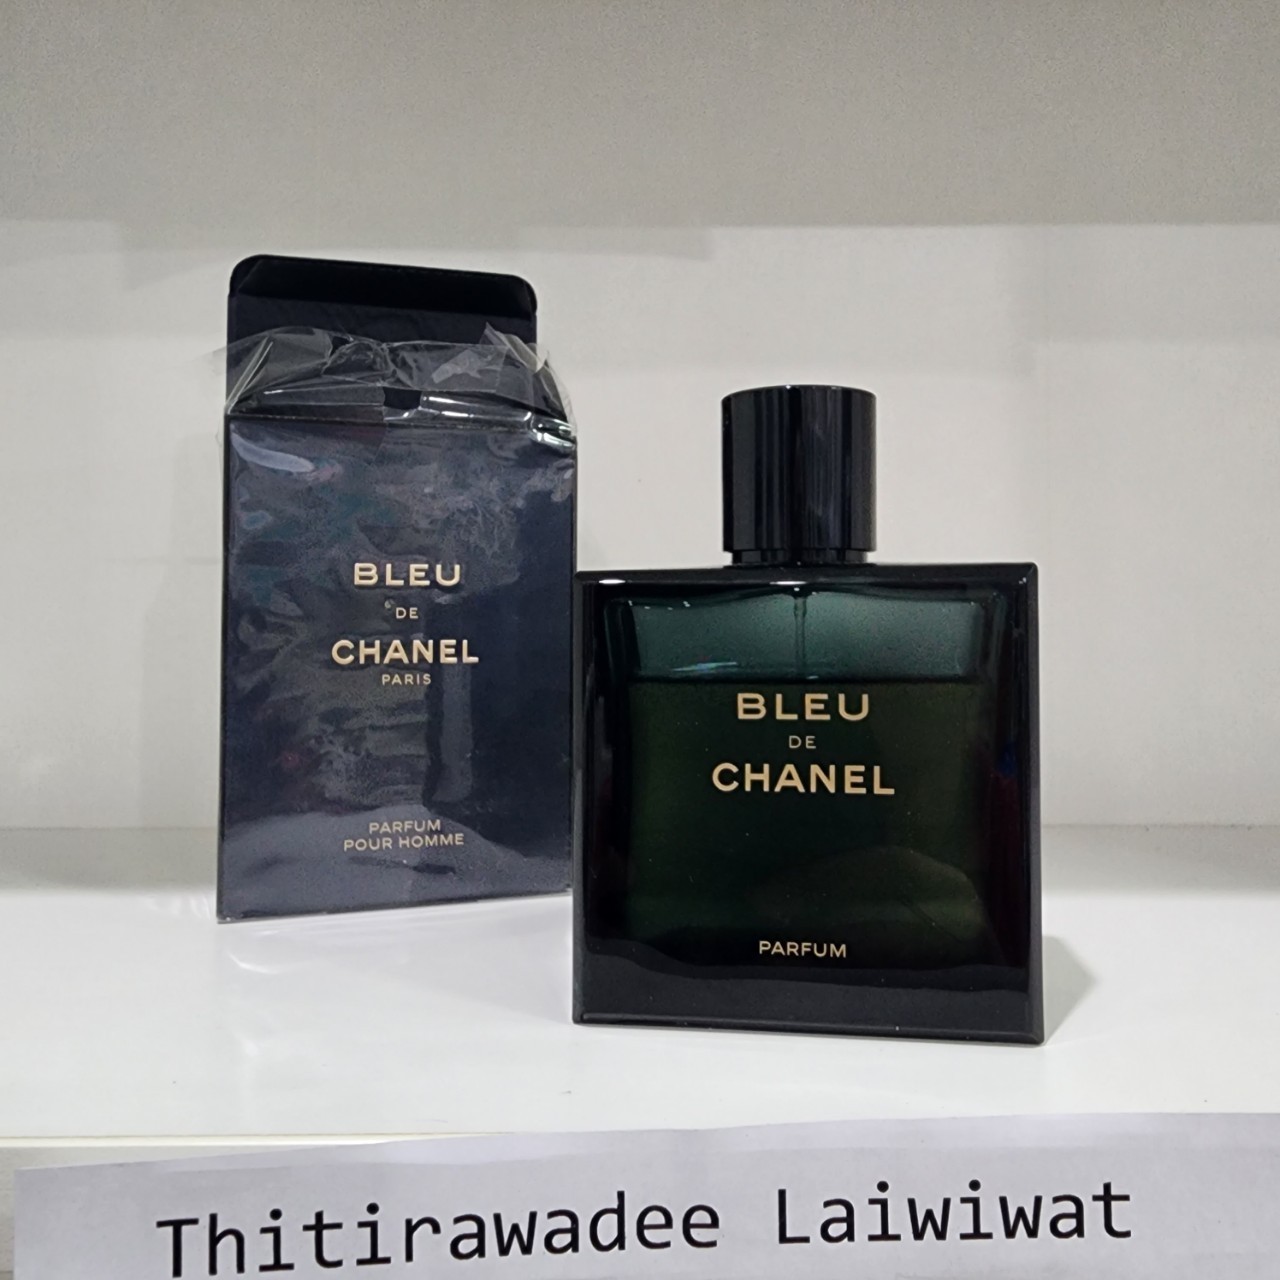 BLEU
DE
CHANEL
PARIS
PARFUM
POUR HOMME
BLEU
DE
CHANEL
PARFUM
Thitirawadee Laiwiwat